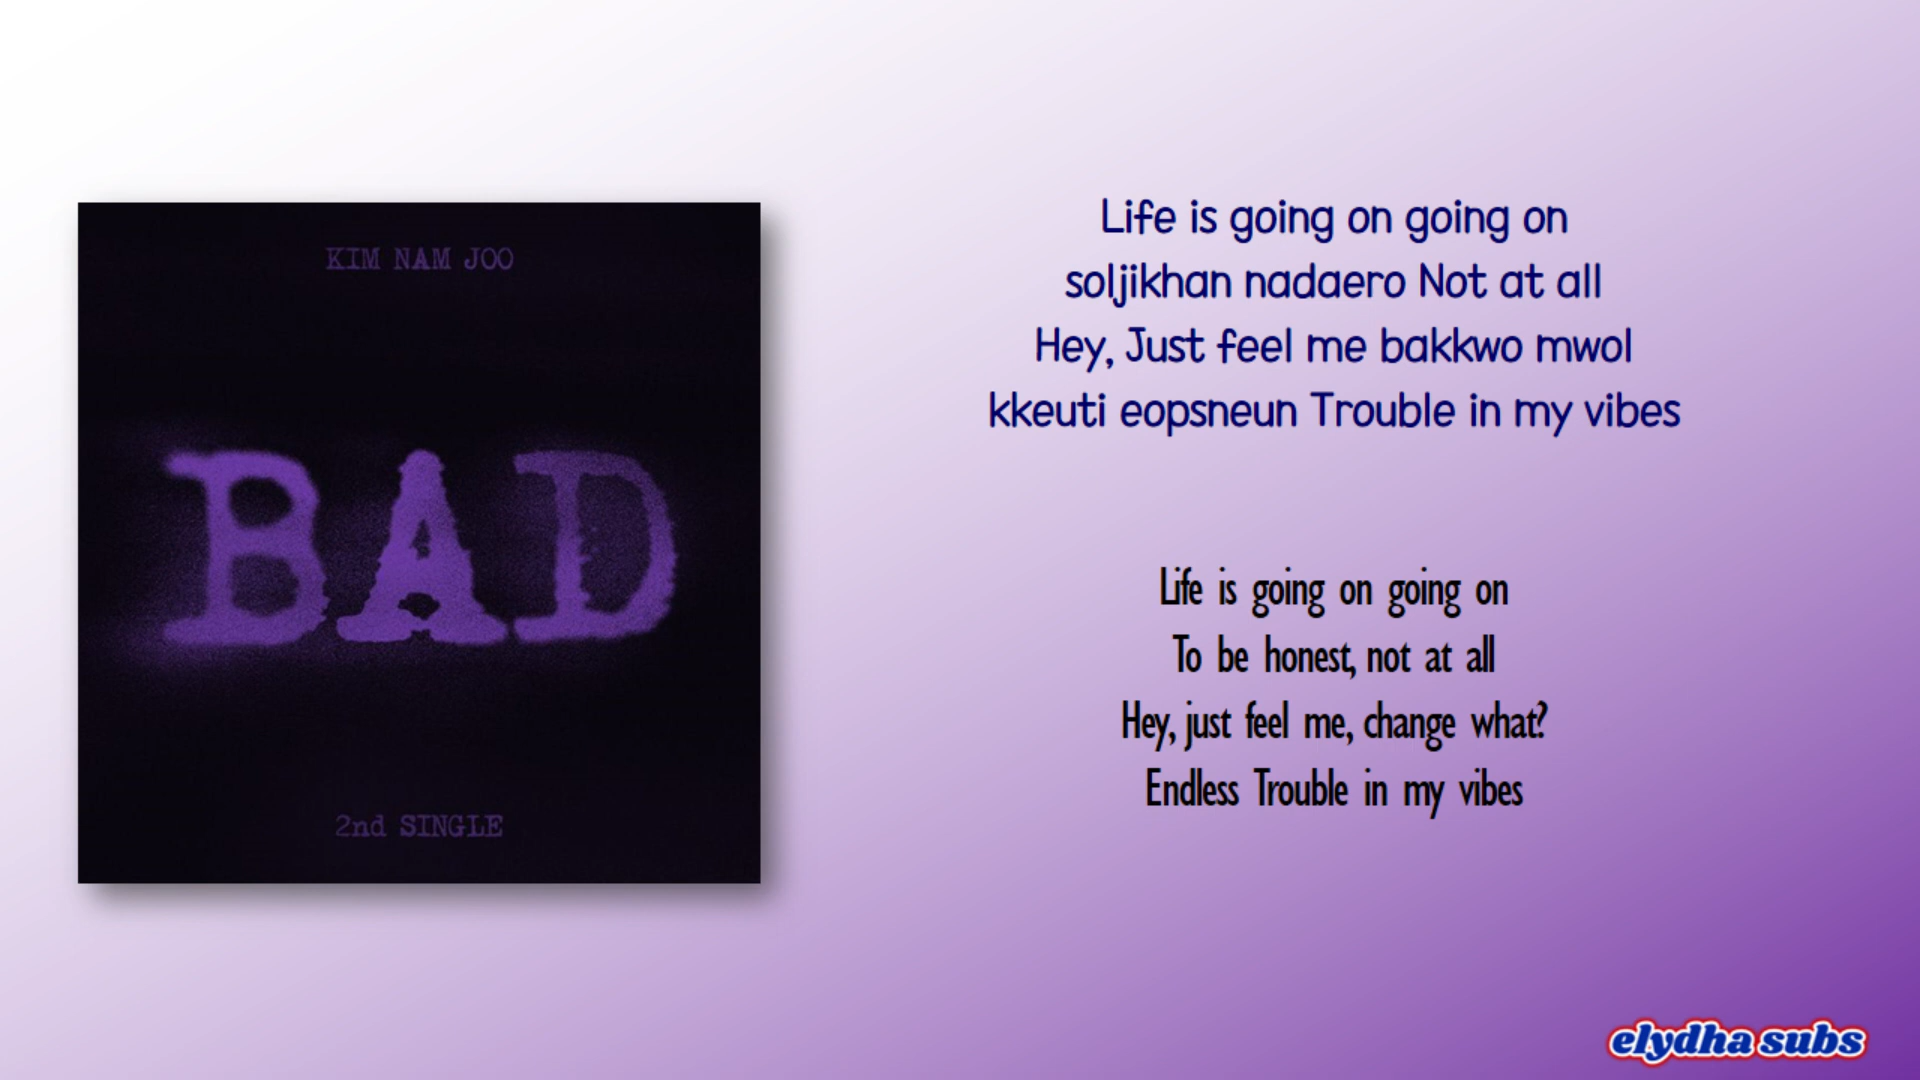 KIM NAM JOO
BAD
2nd SINGLE
Life is going on going on
soljikhan nadaero Not at all
Hey, Just feel me bakkwo mwol
kkeuti eopsneun Trouble in my vibes
Life is going on going on
To be honest, not at all
Hey, just feel me, change what?
Endless Trouble in my vibes
elydha subs